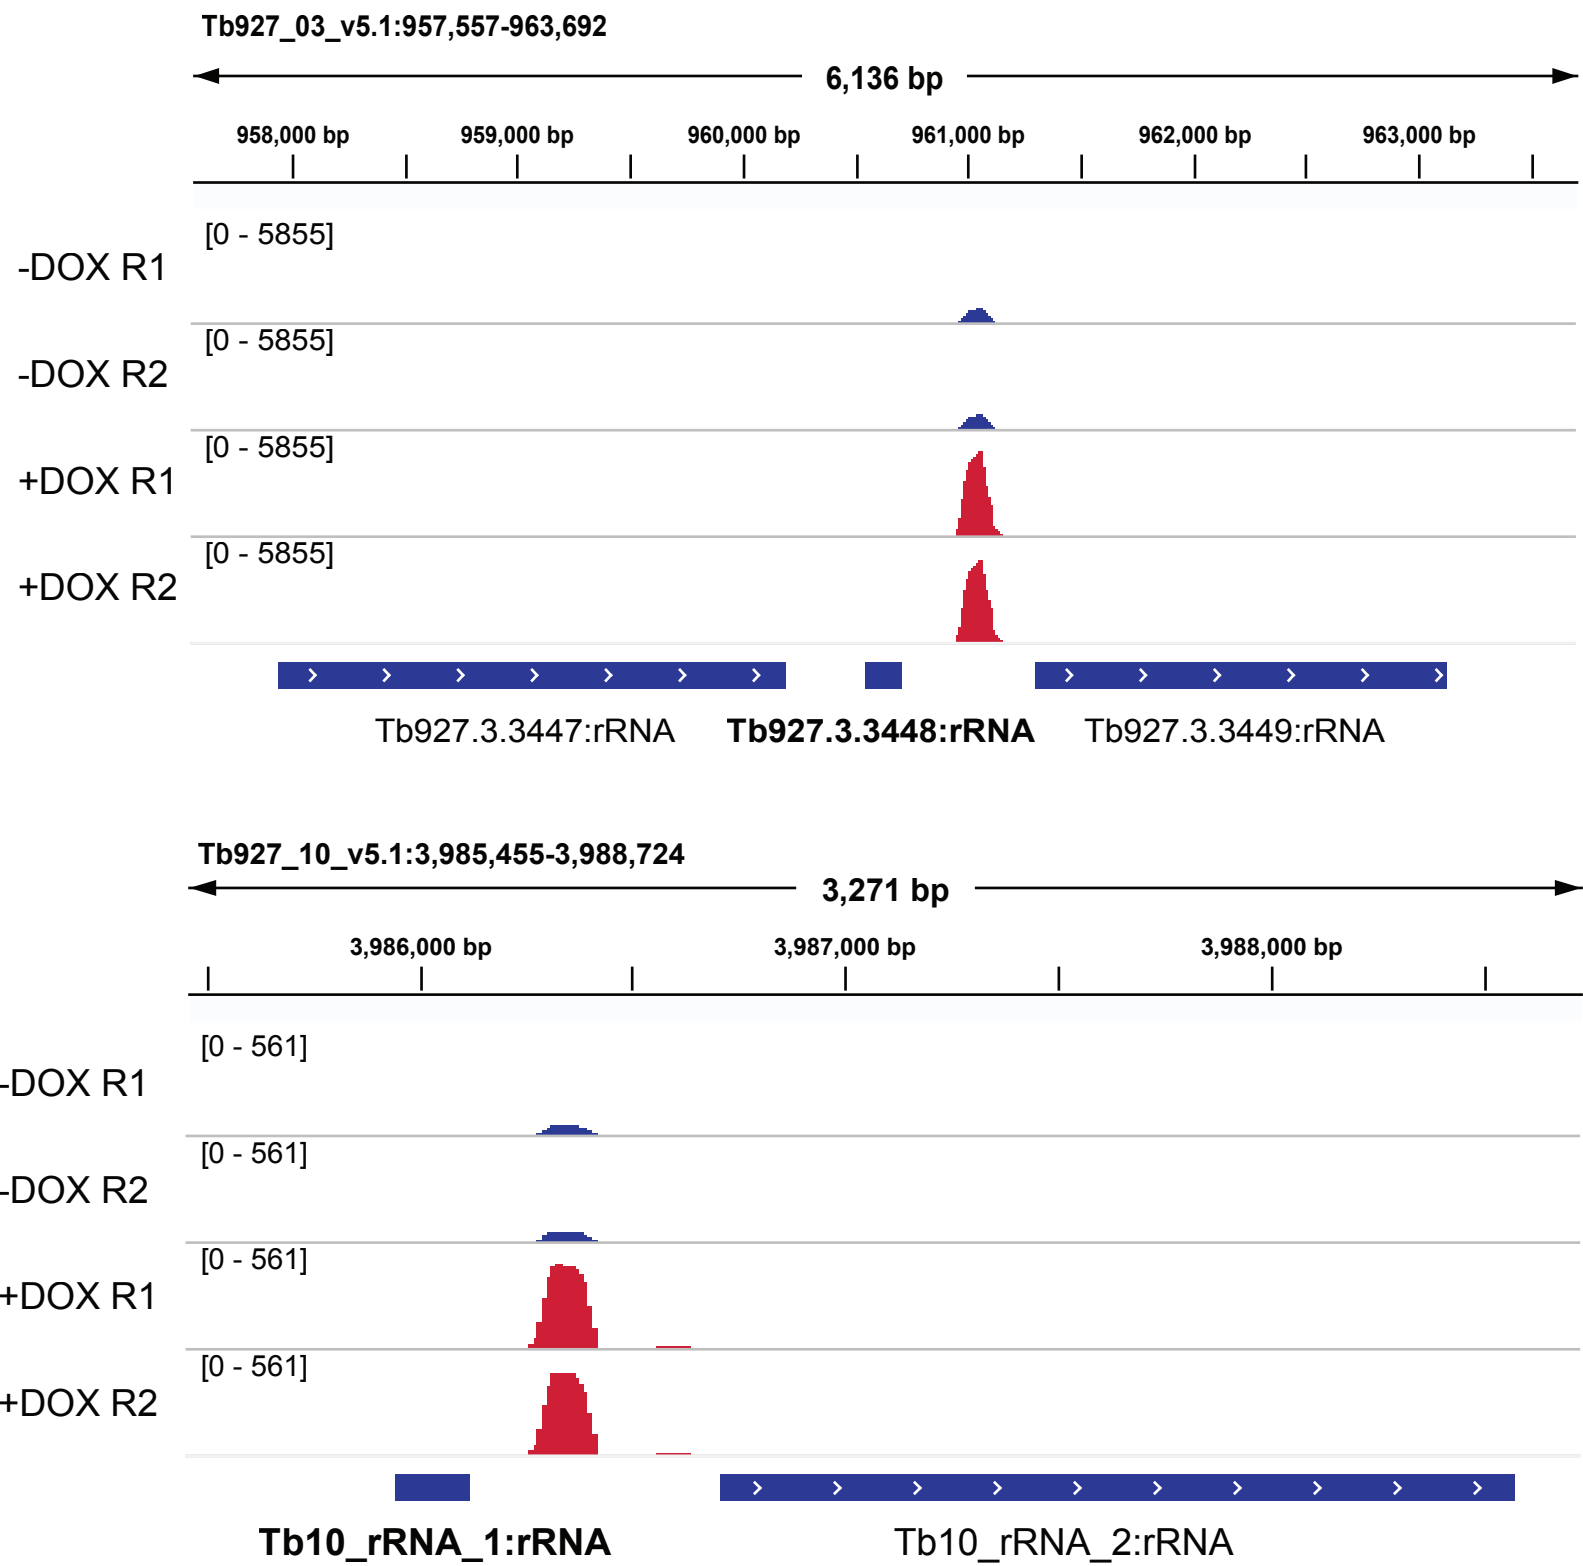 Tb927_03_v5.1:957,557-963,692
6,136 bp
958,000 bp 959,000 bp 960,000 bp 961,000 bp 962,000 bp 963,000 bp
[0 - 5855]
-DOX R1
[0 - 5855]
-DOX R2
[0 - 5855]
+DOX R1
[0 - 5855]
+DOX R2
Tb927.3.3447:rRNA Tb927.3.3448:rRNA Tb927.3.3449:rRNA
Tb927_10_v5.1:3,985,455-3,988,724
3,271 bp
3,986,000 bp 3,987,000 bp 3,988,000 bp
[0 - 561]
-DOX R1
[0 - 561]
-DOX R2
[0 - 561]
+DOX R1
[0 - 561]
+DOX R2
Tb10_rRNA_1:rRNA Tb10_rRNA_2:rRNA